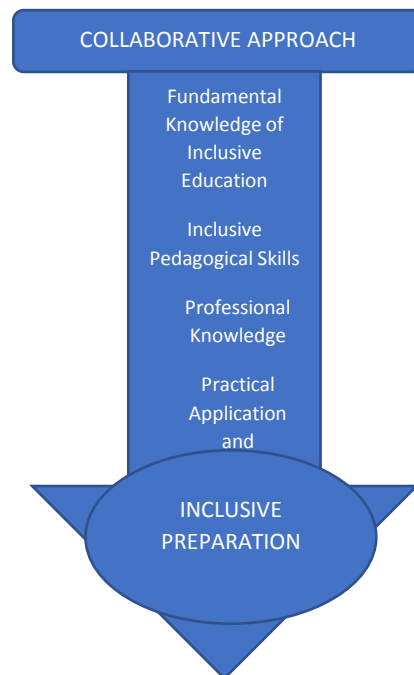 COLLABORATIVE APPROACH
Fundamental
Knowledge of
Inclusive
Education
Inclusive
Pedagogical Skills
Professional
Knowledge
Practical
Application
and
INCLUSIVE
PREPARATION